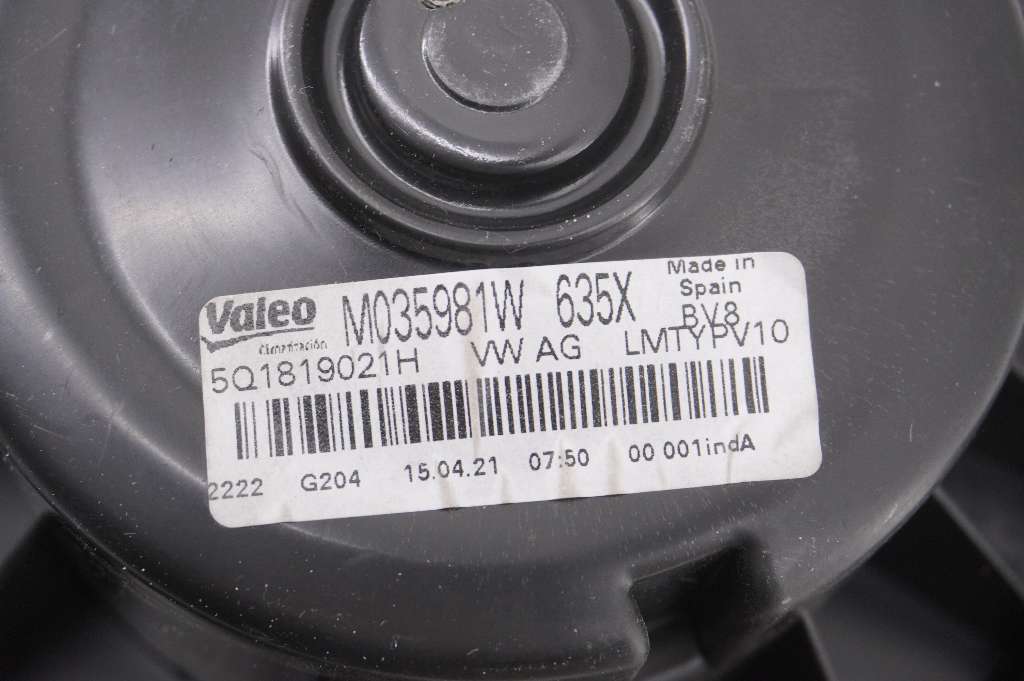 Valeo M035981W 635X Made in
Spain
Climatización BV8
5Q1819021H VW AG LMTYPV10
2222 G204 15.04.21 07:50 00 001indA